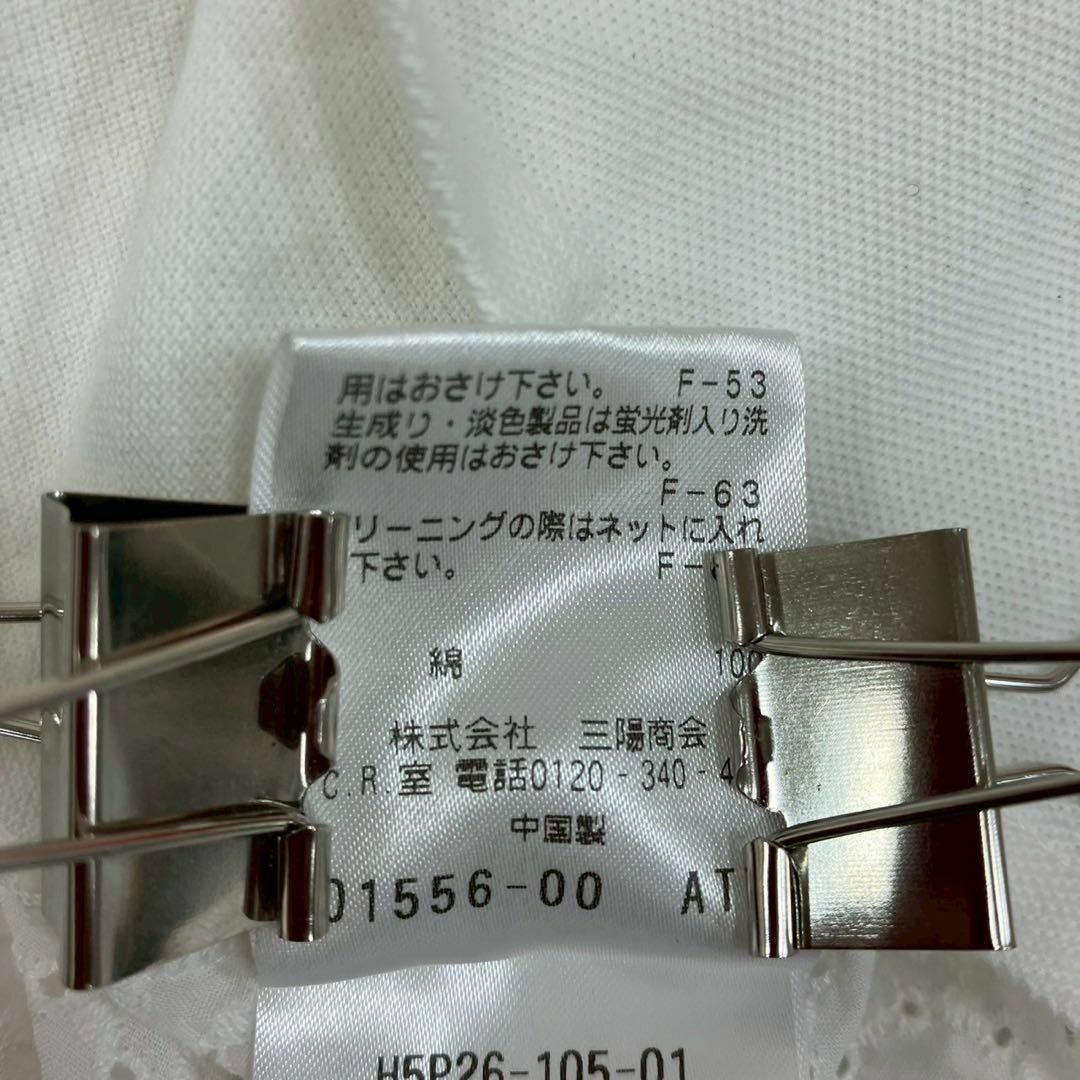 用はおさけ下さい。 F-53
生成り・淡色製品は蛍光剤入り洗
剤の使用はおさけ下さい。
F-63
リーニングの際はネットに入れ
下さい。 F-
綿 100
株式会社 三陽商会
C.R.室 電話0120-340-4
中国製
01556-00 AT
H5P26-105-01